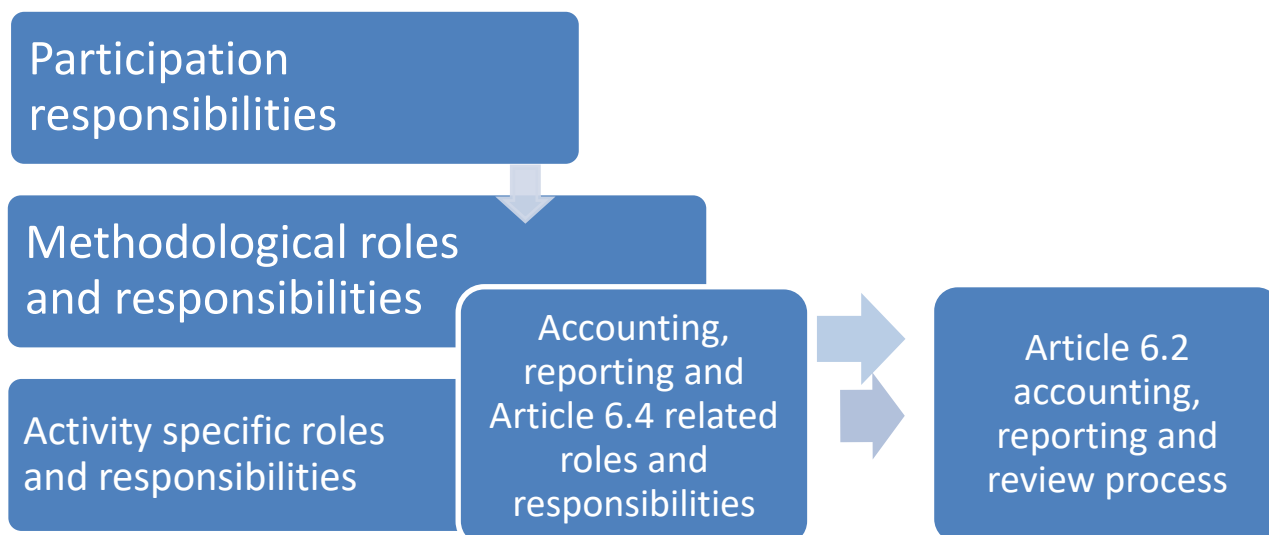 Participation
responsibilities
Methodological roles
and responsibilities
Activity specific roles
and responsibilities
Accounting,
reporting and
Article 6.4 related
roles and
responsibilities
Article 6.2
accounting,
reporting and
review process